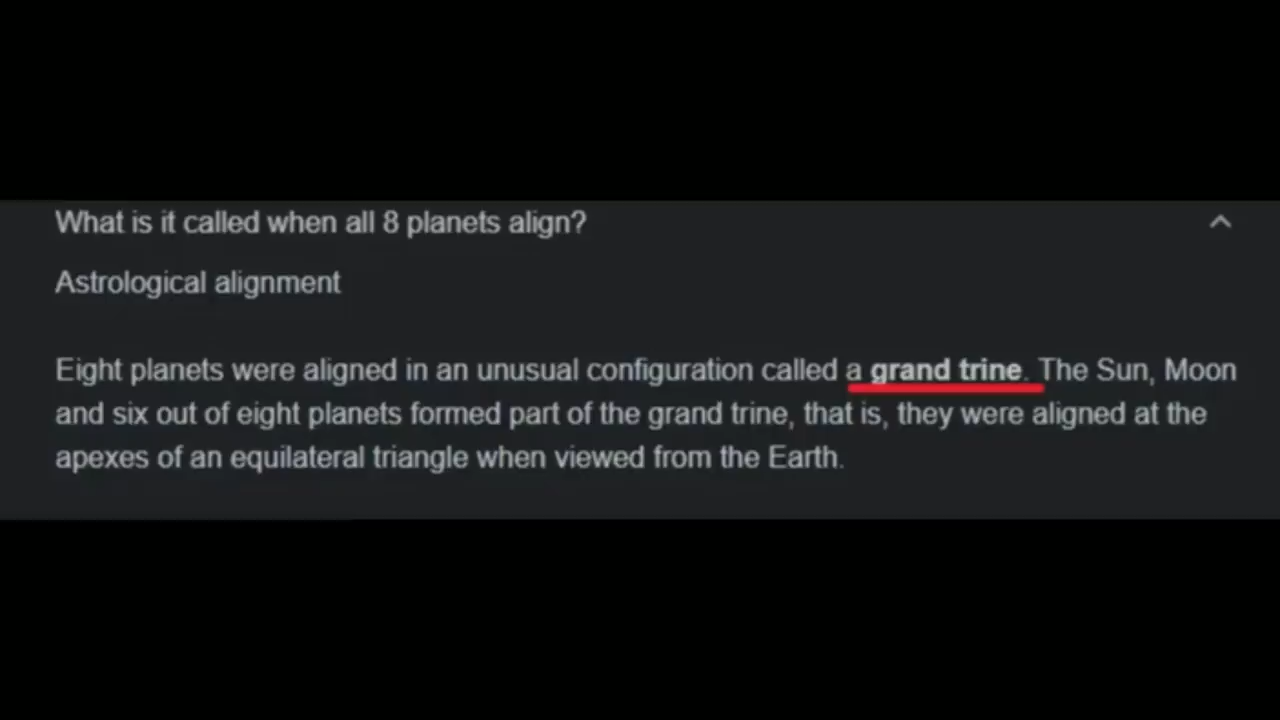 What is it called when all 8 planets align?
Astrological alignment
Eight planets were aligned in an unusual configuration called a grand trine. The Sun, Moon
and six out of eight planets formed part of the grand trine, that is, they were aligned at the
apexes of an equilateral triangle when viewed from the Earth.